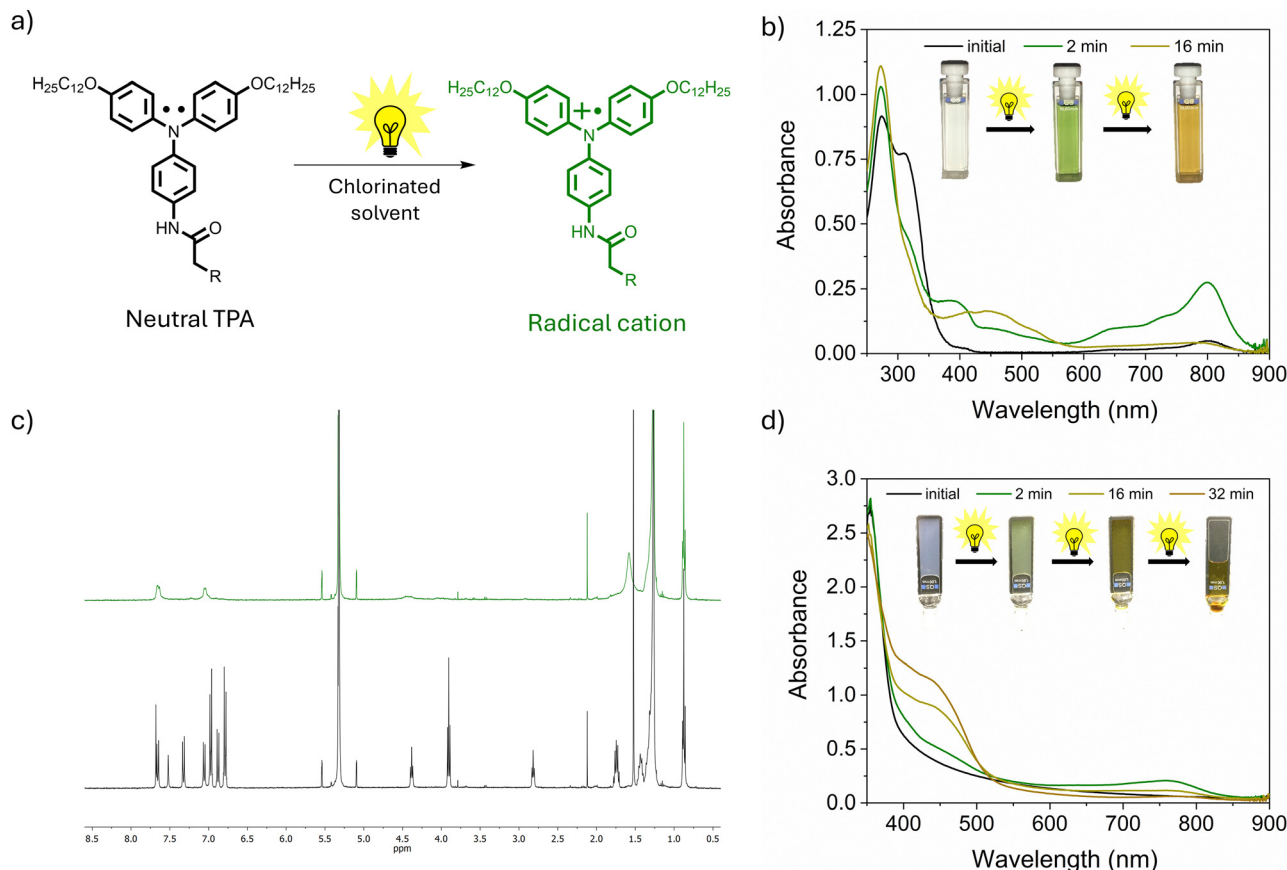 a)
H25C12O
OC12H25
N
HN
O
R
Neutral TPA
Chlorinated
solvent
H25C12O
OC12H25
+
N
HN
O
R
Radical cation
b)
initial 2 min 16 min
1.25
1.00
0.75
0.50
0.25
0.00
Absorbance
300 400 500 600 700 800 900
Wavelength (nm)
c)
8.5 8.0 7.5 7.0 6.5 6.0 5.5 5.0 4.5 4.0 3.5 3.0 2.5 2.0 1.5 1.0 0.5
ppm
d)
initial 2 min 16 min 32 min
3.0
2.5
2.0
1.5
1.0
0.5
0.0
Absorbance
400 500 600 700 800 900
Wavelength (nm)